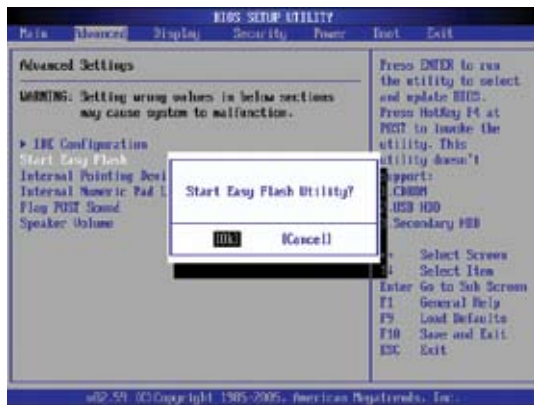 BIOS SETUP UTILITY
Main Advanced Display Security Power Boot Exit
Advanced Settings
WARNING: Setting wrong values in below sections
may cause system to malfunction.
▶ IDE Configuration
Start Easy Flash
Internal Pointing Devi
Internal Numeric Pad L
Play POST Sound
Speaker Volume
Start Easy Flash Utility?
[Ok] [Cancel]
Press ENTER to run
the utility to select
and update BIOS.
Press HotKey F4 at
POST to invoke the
utility. This
utility doesn't
support:
CDROM
USB HDD
Secondary HDD
Select Screen
Select Item
Enter Go to Sub Screen
F1 General Help
F9 Load Defaults
F10 Save and Exit
ESC Exit
v02.59 (C)Copyright 1985-2005, American Megatrends, Inc.